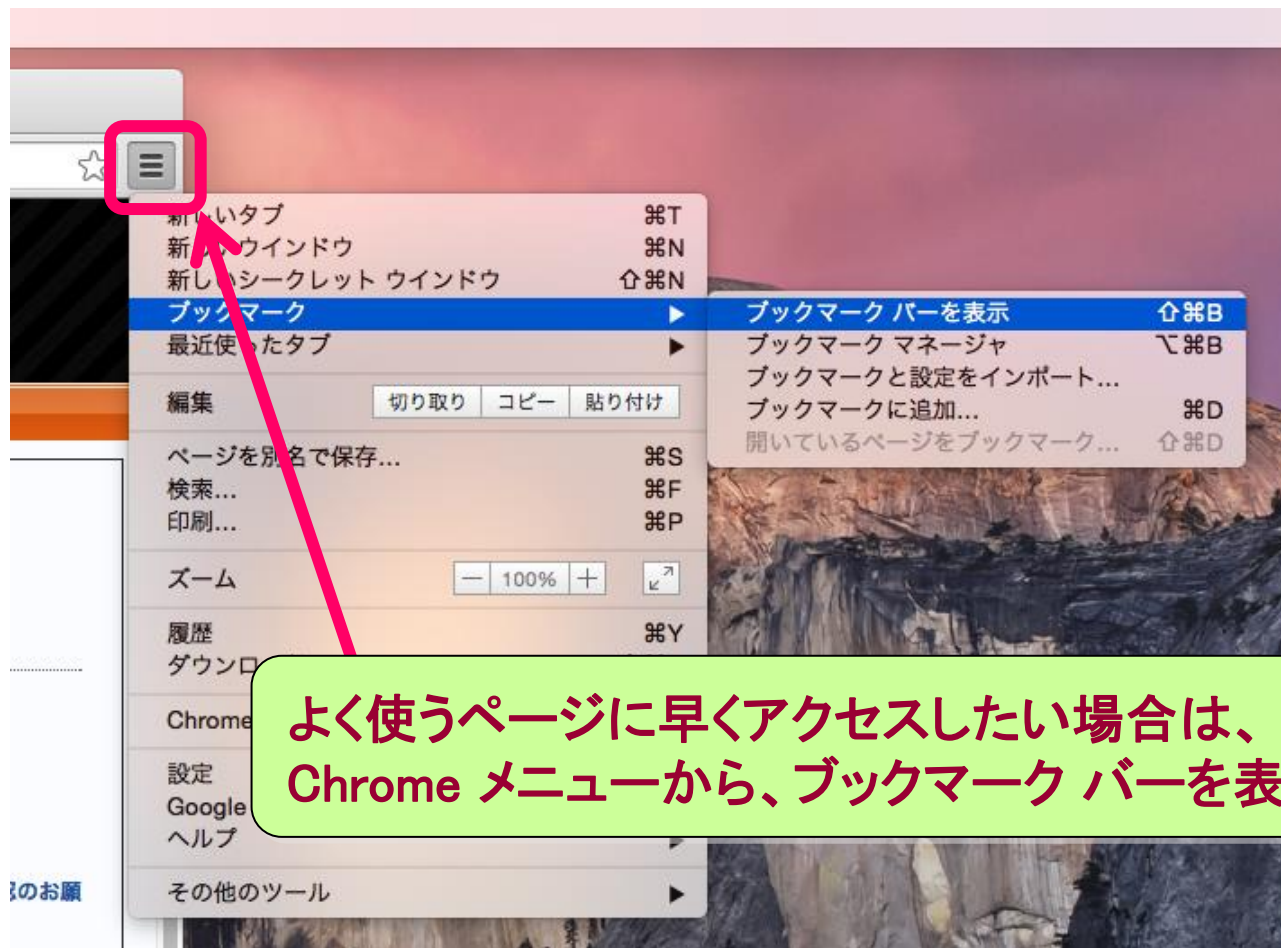 新しいタブ ⌘T
新しいウインドウ ⌘N
新しいシークレット ウインドウ ⇧⌘N
ブックマーク ▶
最近使ったタブ ▶
編集 切り取り コピー 貼り付け
ページを別名で保存... ⌘S
検索... ⌘F
印刷... ⌘P
ズーム － 100% ＋
履歴 ⌘Y
ダウンロ
Chrome
設定
Google
ヘルプ
その他のツール ▶
ブックマーク バーを表示 ⇧⌘B
ブックマーク マネージャ ⌥⌘B
ブックマークと設定をインポート...
ブックマークに追加... ⌘D
開いているページをブックマーク... ⇧⌘D
よく使うページに早くアクセスしたい場合は、
Chrome メニューから、ブックマーク バーを表
のお願